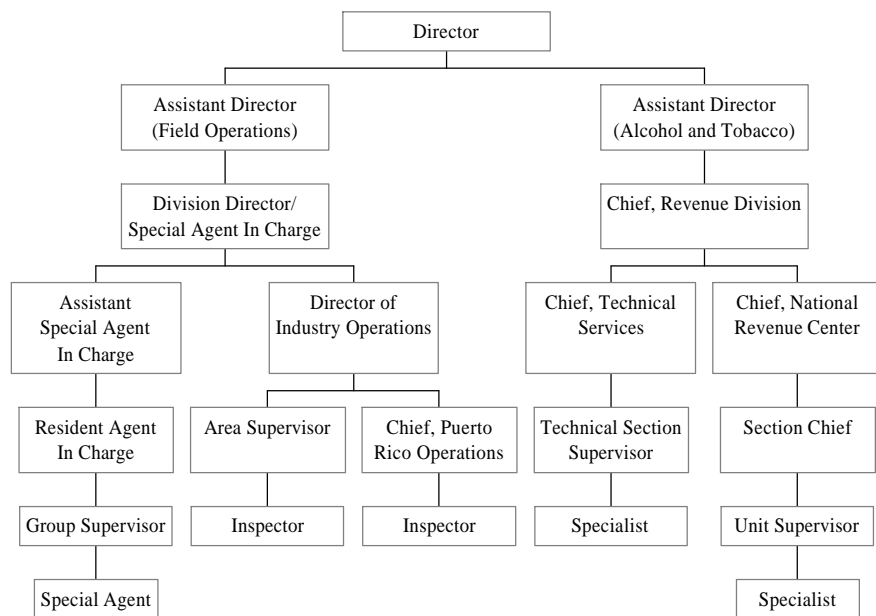 Director
Assistant Director
(Field Operations)
Assistant Director
(Alcohol and Tobacco)
Division Director/
Special Agent In Charge
Chief, Revenue Division
Assistant
Special Agent
In Charge
Director of
Industry Operations
Chief, Technical
Services
Chief, National
Revenue Center
Resident Agent
In Charge
Area Supervisor
Chief, Puerto
Rico Operations
Technical Section
Supervisor
Section Chief
Group Supervisor
Inspector
Inspector
Specialist
Unit Supervisor
Special Agent
Specialist